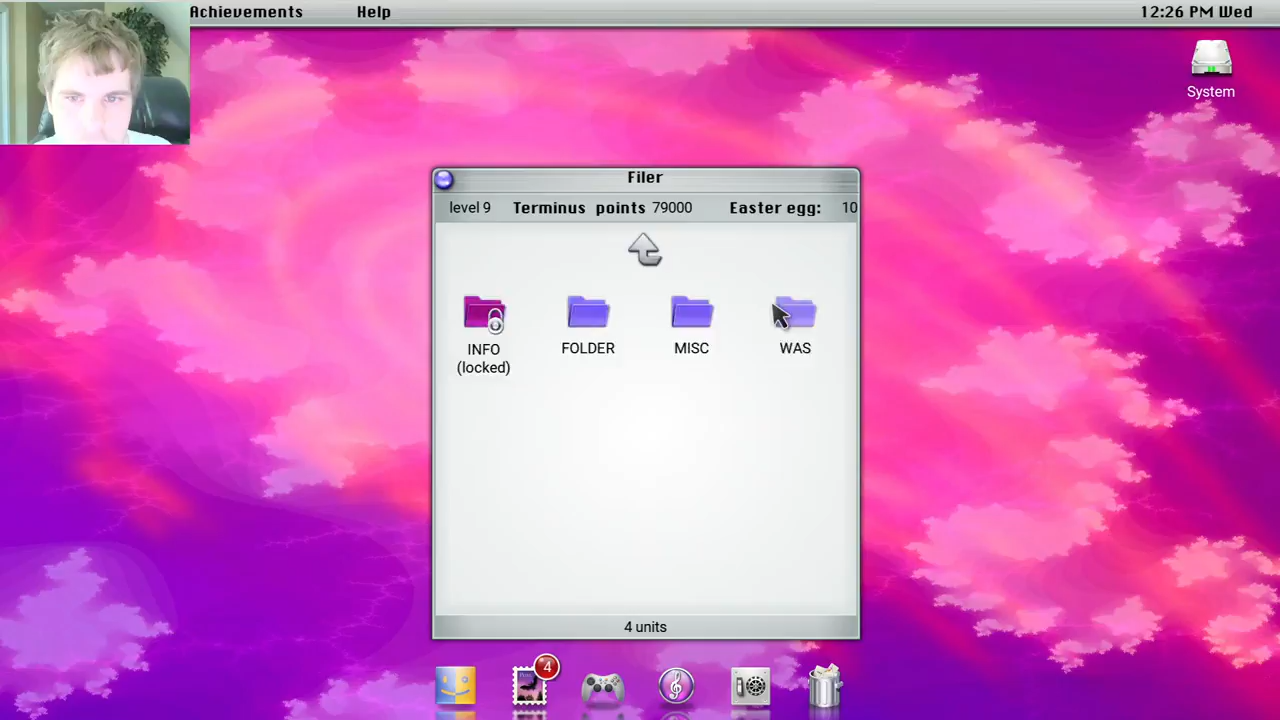 Achievements Help 12:26 PM Wed
System
Filer
level 9 Terminus points 79000 Easter egg: 10
INFO
(locked)
FOLDER
MISC
WAS
4 units
4